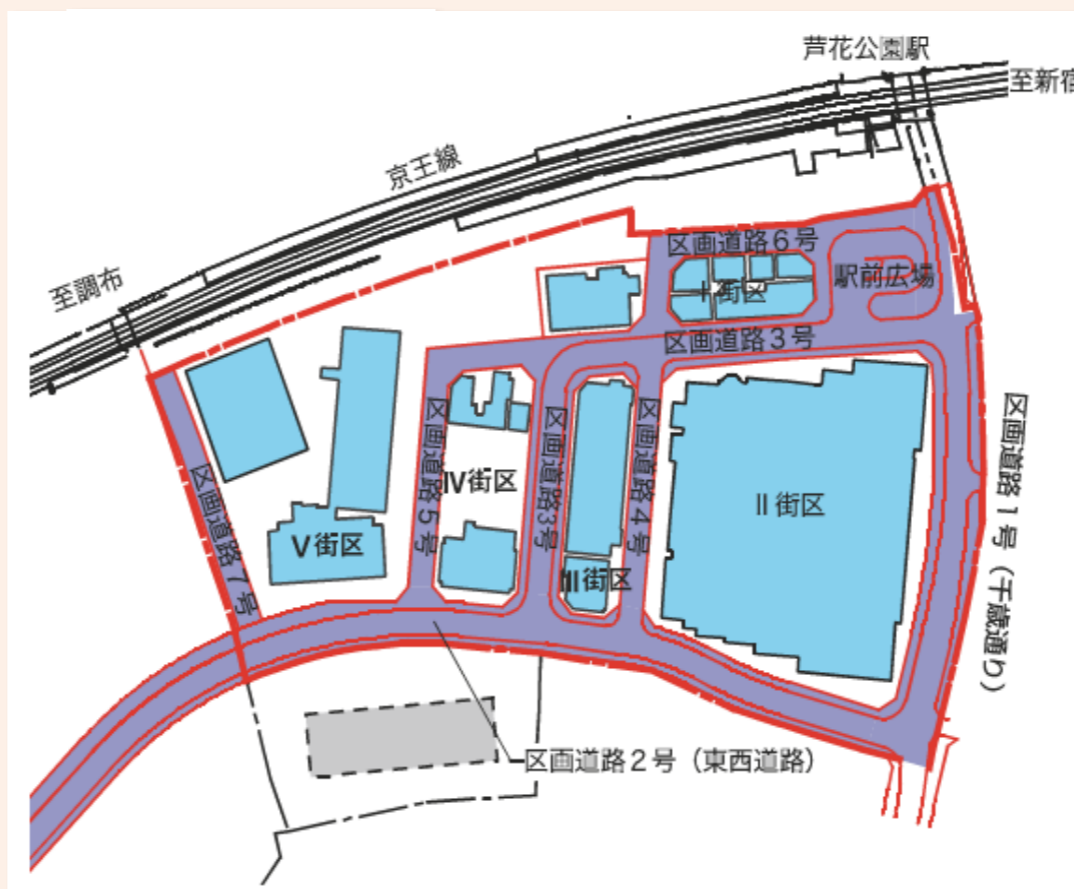 芦花公園駅
至新宿
京王線
至調布
区画道路6号
Ⅰ街区
駅前広場
区画道路3号
区画道路5号
Ⅳ街区
区画道路3号
区画道路4号
Ⅱ街区
区画道路1号(千歳通り)
区画道路7号
Ⅴ街区
Ⅲ街区
区画道路2号(東西道路)